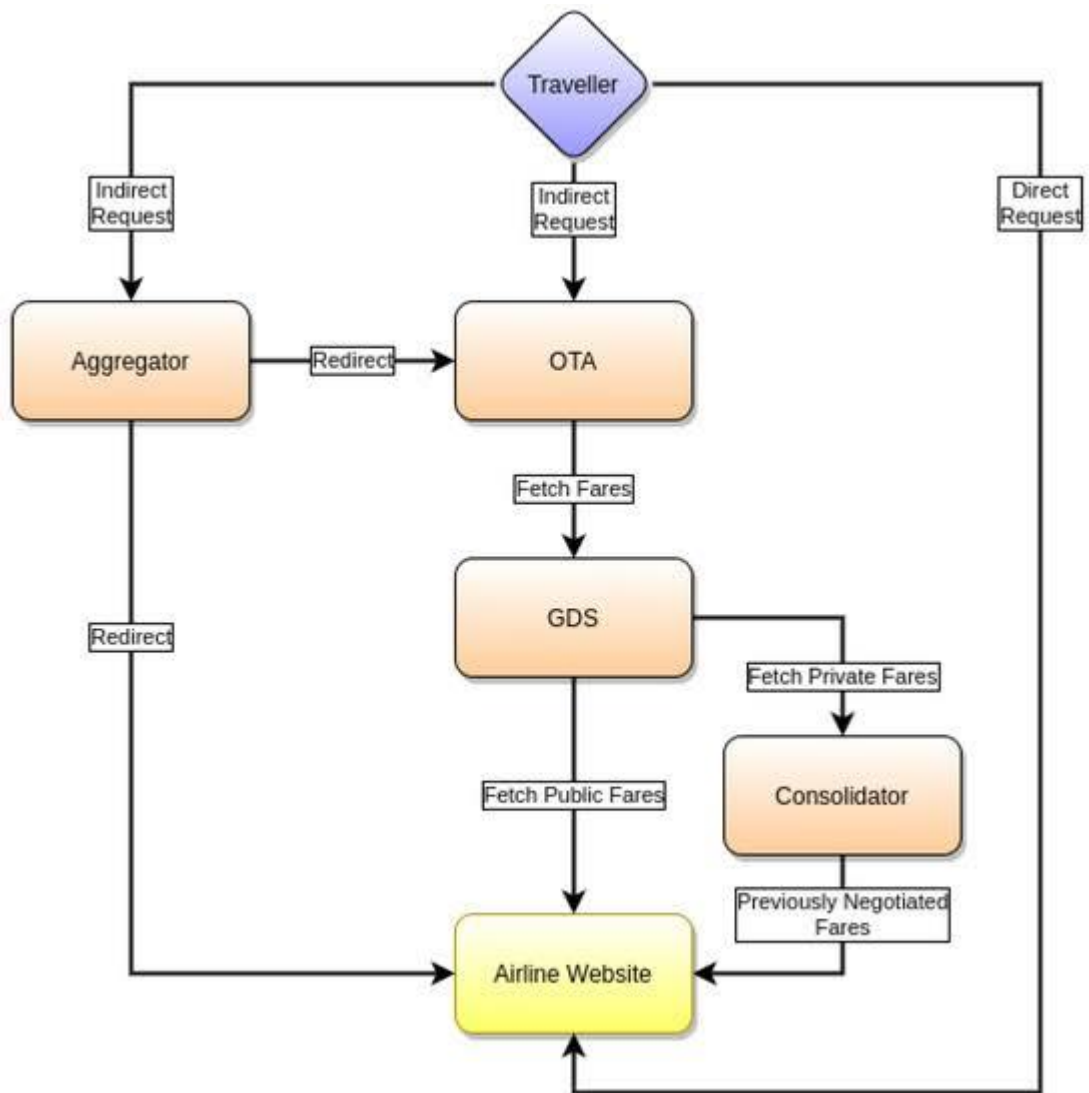 Traveller
Indirect
Request
Indirect
Request
Direct
Request
Aggregator
Redirect
OTA
Fetch Fares
GDS
Redirect
Fetch Private Fares
Fetch Public Fares
Consolidator
Previously Negotiated
Fares
Airline Website